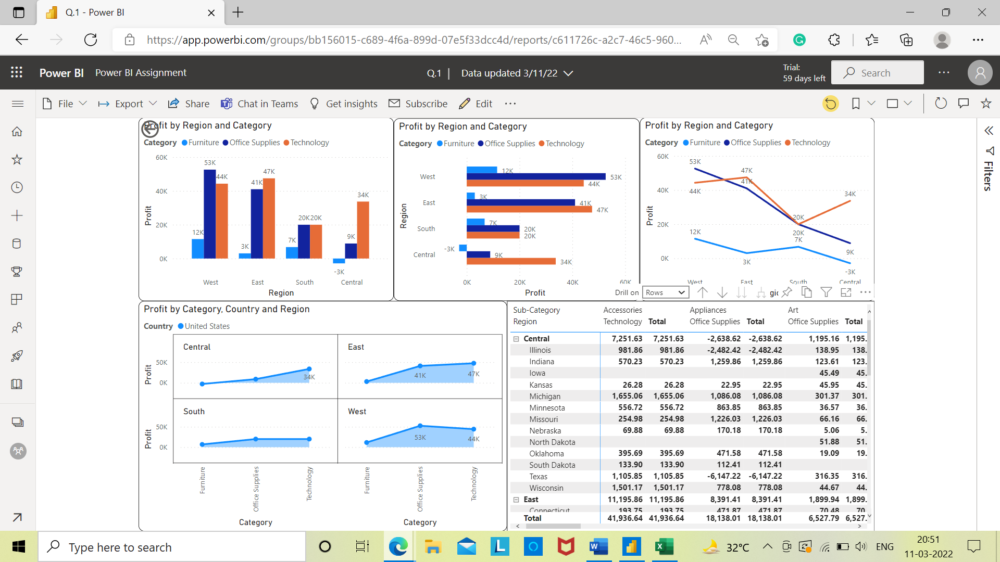 Q.1 - Power BI
https://app.powerbi.com/groups/bb156015-c689-4f6a-899d-07e5f33dcc4d/reports/c611726c-a2c7-46c5-960...
Power BI Power BI Assignment Q.1 | Data updated 3/11/22 Trial: 59 days left Search
File Export Share Chat in Teams Get insights Subscribe Edit
Filters
Profit by Region and Category
Category Furniture Office Supplies Technology
60K
40K
20K
0K
Profit
12K 53K 44K
3K 41K 47K
7K 20K 20K
-3K 9K 34K
West East South Central
Region
Profit by Region and Category
Category Furniture Office Supplies Technology
Region
West 12K 53K 44K
East 3K 41K 47K
South 7K 20K 20K
Central -3K 9K 34K
0K 20K 40K 60K
Profit
Profit by Region and Category
Category Furniture Office Supplies Technology
60K
40K
20K
0K
Profit
53K 47K 34K
44K 41K 20K
12K 20K
7K 9K
3K -3K
West East South Central
Drill on Rows gic
Profit by Category, Country and Region
Country United States
Central East
Profit 50K 0K
34K 41K 47K
South West
Profit 50K 0K
53K 44K
Furniture Office Supplies Technology Furniture Office Supplies Technology
Category Category
Sub-Category Accessories Appliances Art
Region Technology Total Office Supplies Total Office Supplies Total
Central 7,251.63 7,251.63 -2,638.62 -2,638.62 1,195.16 1,195.
Illinois 981.86 981.86 -2,482.42 -2,482.42 138.95 138.
Indiana 570.23 570.23 1,259.86 1,259.86 123.61 123.
Iowa 45.49 45.
Kansas 26.28 26.28 22.95 22.95 45.95 45.
Michigan 1,655.06 1,655.06 1,086.08 1,086.08 301.37 301.
Minnesota 556.72 556.72 863.85 863.85 36.57 36.
Missouri 254.98 254.98 1,226.03 1,226.03 66.16 66.
Nebraska 69.88 69.88 170.18 170.18 5.06 5.
North Dakota 51.88 51.
Oklahoma 395.69 395.69 471.58 471.58 19.09 19.
South Dakota 133.90 133.90 112.41 112.41
Texas 1,105.85 1,105.85 -6,147.22 -6,147.22 316.35 316.
Wisconsin 1,501.17 1,501.17 778.08 778.08 44.67 44.
East 11,195.86 11,195.86 8,391.41 8,391.41 1,899.94 1,899.
Connecticut 193.75 193.75 471.87 471.87 70.48 70.
Total 41,936.64 41,936.64 18,138.01 18,138.01 6,527.79 6,527.
Type here to search
32°C ENG 20:51
11-03-2022